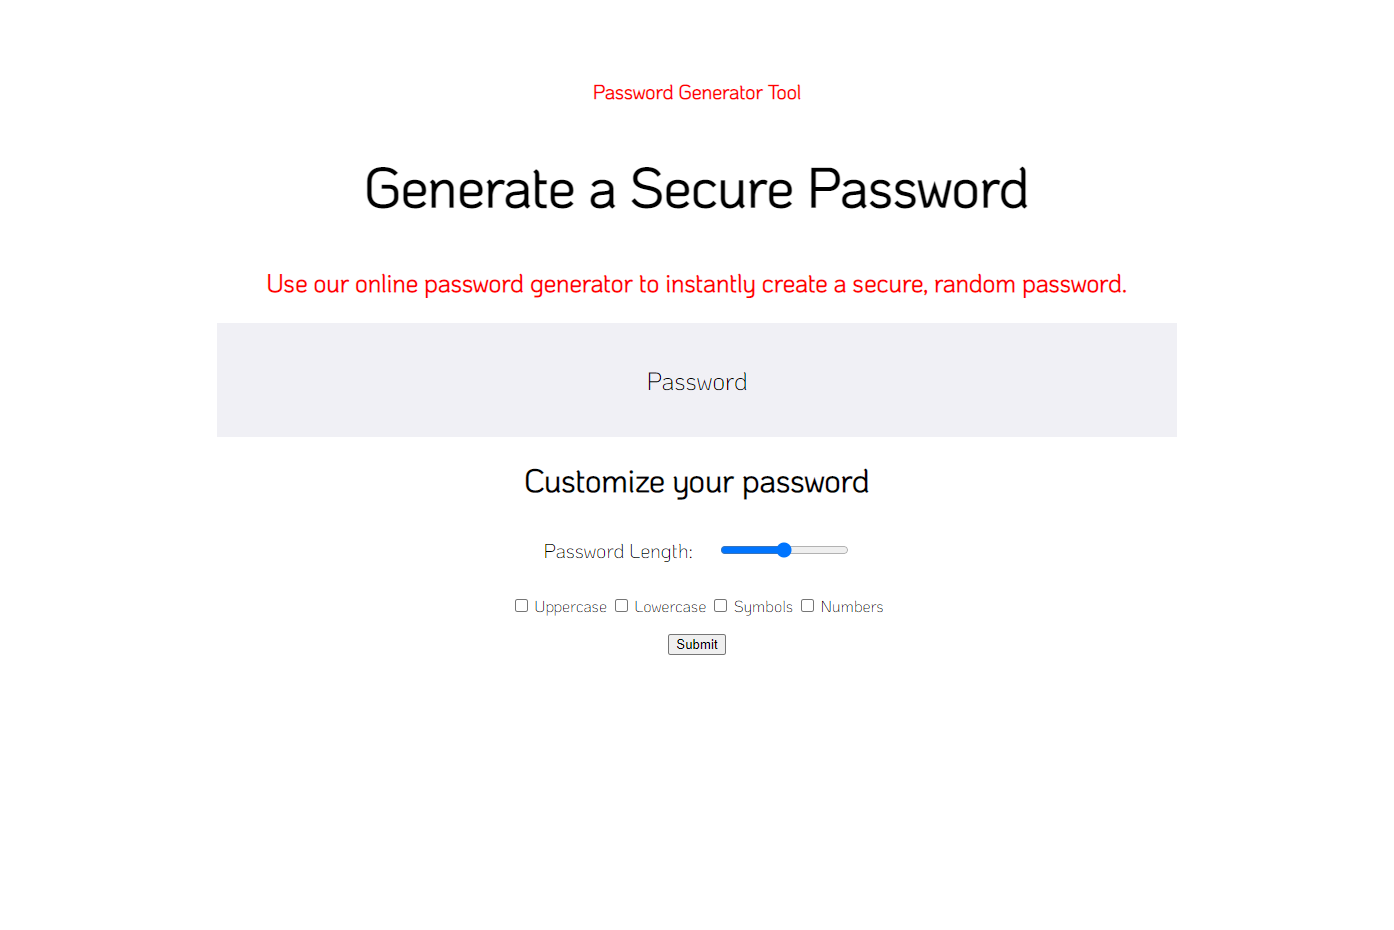 Password Generator Tool
Generate a Secure Password
Use our online password generator to instantly create a secure, random password.
Password
Customize your password
Password Length:
Uppercase Lowercase Symbols Numbers
Submit